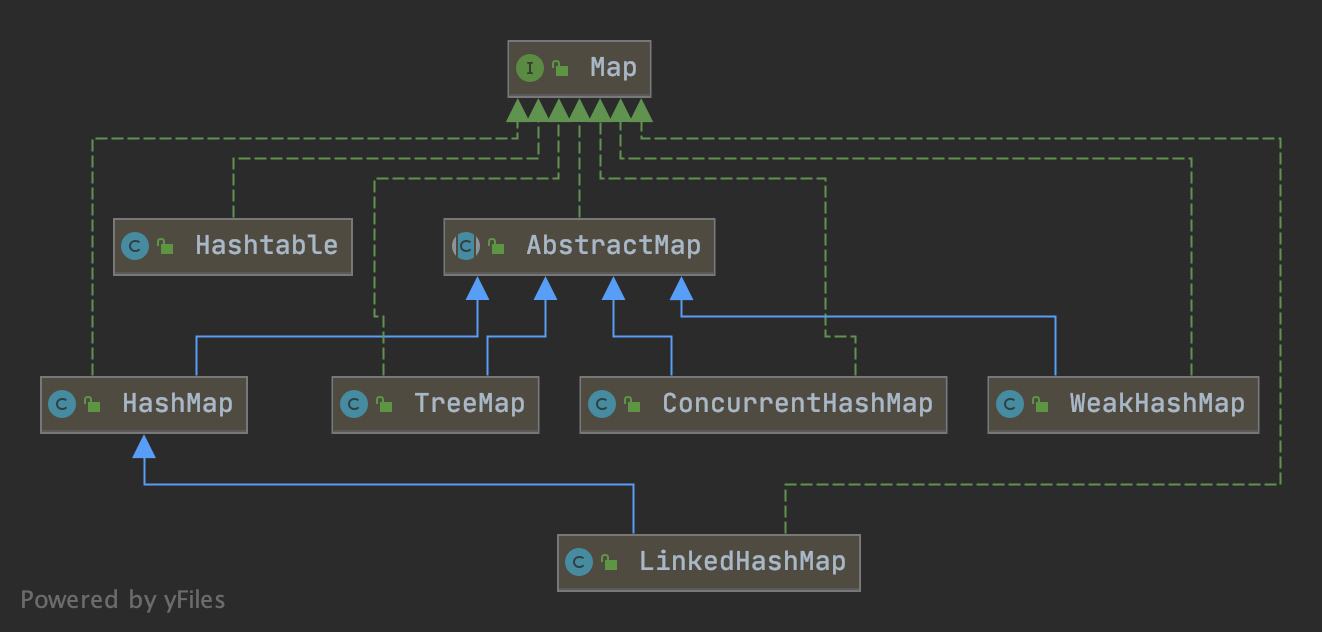 I Map
C Hashtable
C AbstractMap
C HashMap
C TreeMap
C ConcurrentHashMap
C WeakHashMap
C LinkedHashMap
Powered by yFiles